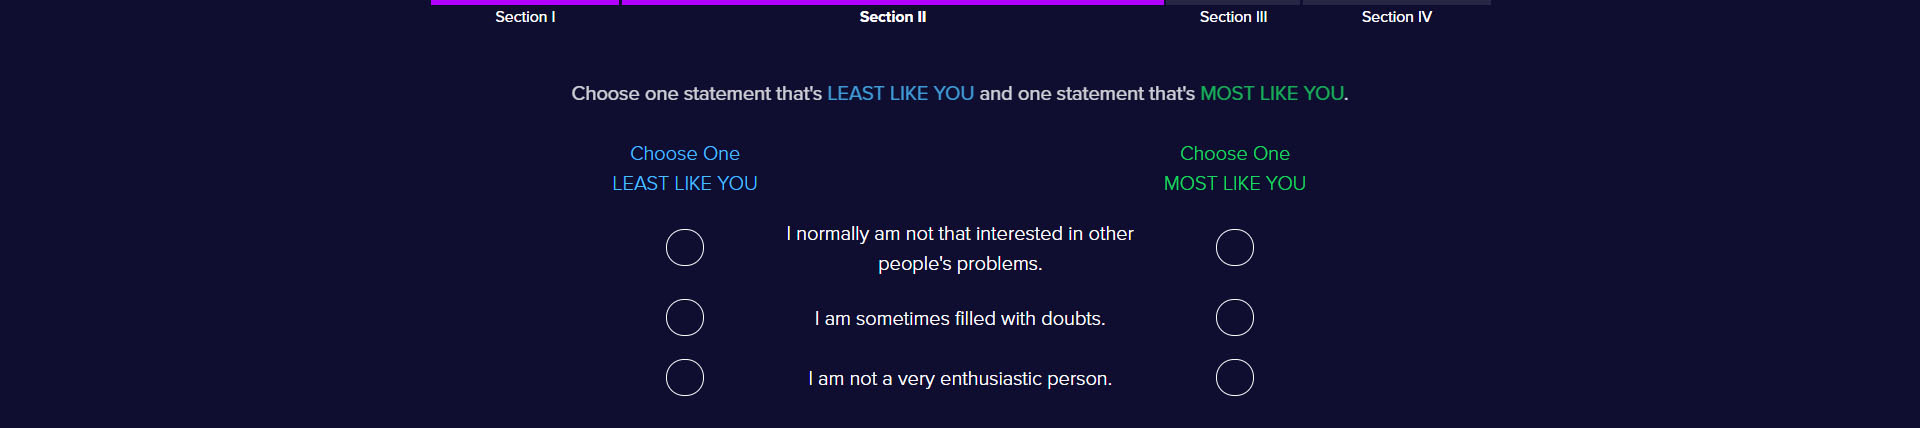 Section I
Section II
Section III
Section IV
Choose one statement that's LEAST LIKE YOU and one statement that's MOST LIKE YOU.
Choose One
LEAST LIKE YOU
Choose One
MOST LIKE YOU
I normally am not that interested in other
people's problems.
I am sometimes filled with doubts.
I am not a very enthusiastic person.